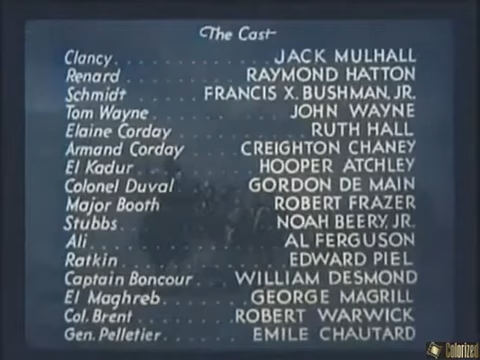 The Cast
Clancy . . . . . . . . . . . . JACK MULHALL
Renard . . . . . . . . . RAYMOND HATTON
Schmidt . . . . . . FRANCIS X. BUSHMAN, JR.
Tom Wayne . . . . . . . . . . JOHN WAYNE
Elaine Corday . . . . . . . . . . RUTH HALL
Armand Corday . . . . CREIGHTON CHANEY
El Kadur . . . . . . . . . HOOPER ATCHLEY
Colonel Duval . . . . . GORDON DE MAIN
Major Booth . . . . . . . ROBERT FRAZER
Stubbs . . . . . . . . . . . NOAH BEERY, JR.
Ali . . . . . . . . . . . . . . AL FERGUSON
Ratkin . . . . . . . . . . . . EDWARD PIEL
Captain Boncour . . . WILLIAM DESMOND
El Maghreb . . . . . . . GEORGE MAGRILL
Col. Brent . . . . . . . ROBERT WARWICK
Gen. Pelletier . . . . . . EMILE CHAUTARD
Colorized